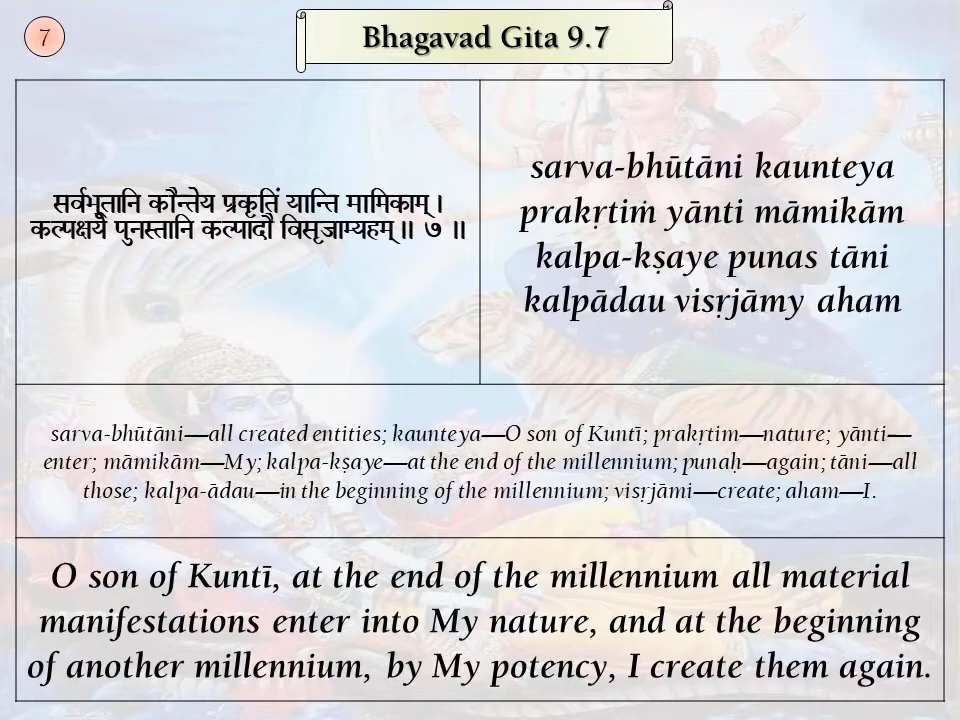 7
Bhagavad Gita 9.7
सर्वभूतानि कौन्तेय प्रकृतिं यान्ति मामिकाम् ।
कल्पक्षये पुनस्तानि कल्पादौ विसृजाम्यहम् ॥ ७ ॥
sarva-bhūtāni kaunteya
prakṛtiṁ yānti māmikām
kalpa-kṣaye punas tāni
kalpādau visṛjāmy aham
sarva-bhūtāni—all created entities; kaunteya—O son of Kuntī; prakṛtim—nature; yānti—
enter; māmikām—My; kalpa-kṣaye—at the end of the millennium; punaḥ—again; tāni—all
those; kalpa-ādau—in the beginning of the millennium; visṛjāmi—create; aham—I.
O son of Kuntī, at the end of the millennium all material
manifestations enter into My nature, and at the beginning
of another millennium, by My potency, I create them again.